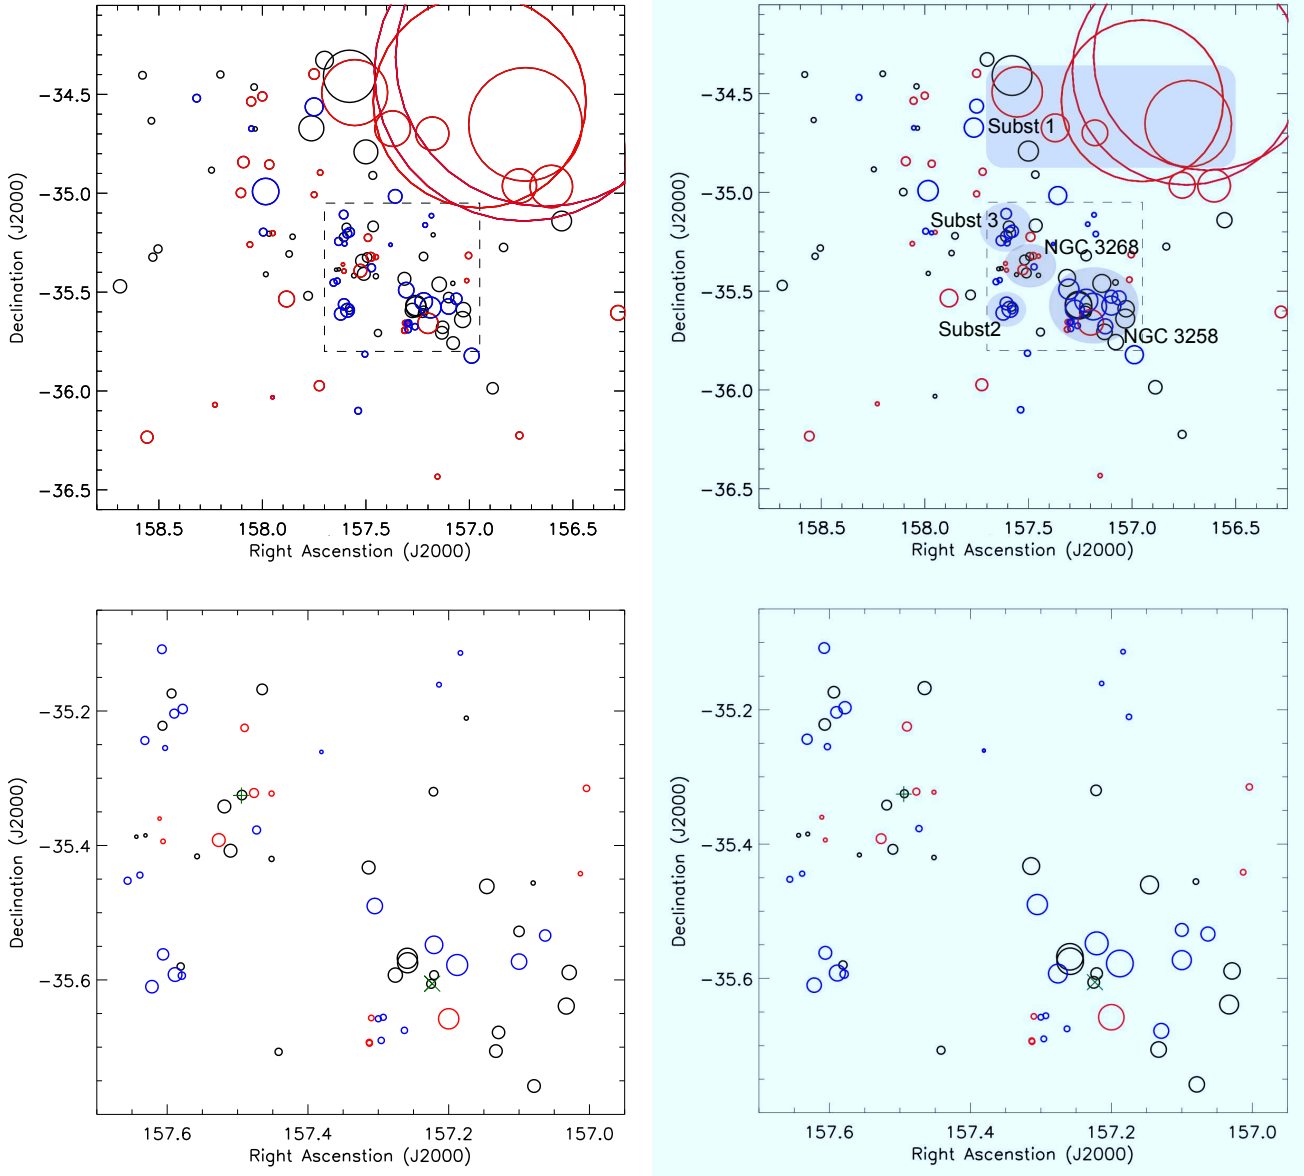 −34.5
−35.0
−35.5
−36.0
−36.5
Declination (J2000)
158.5 158.0 157.5 157.0 156.5
Right Ascenstion (J2000)
−34.5
−35.0
−35.5
−36.0
−36.5
Declination (J2000)
Subst 1
Subst 3
NGC 3268
Subst2
NGC 3258
158.5 158.0 157.5 157.0 156.5
Right Ascenstion (J2000)
−35.2
−35.4
−35.6
Declination (J2000)
157.6 157.4 157.2 157.0
Right Ascenstion (J2000)
−35.2
−35.4
−35.6
Declination (J2000)
157.6 157.4 157.2 157.0
Right Ascenstion (J2000)